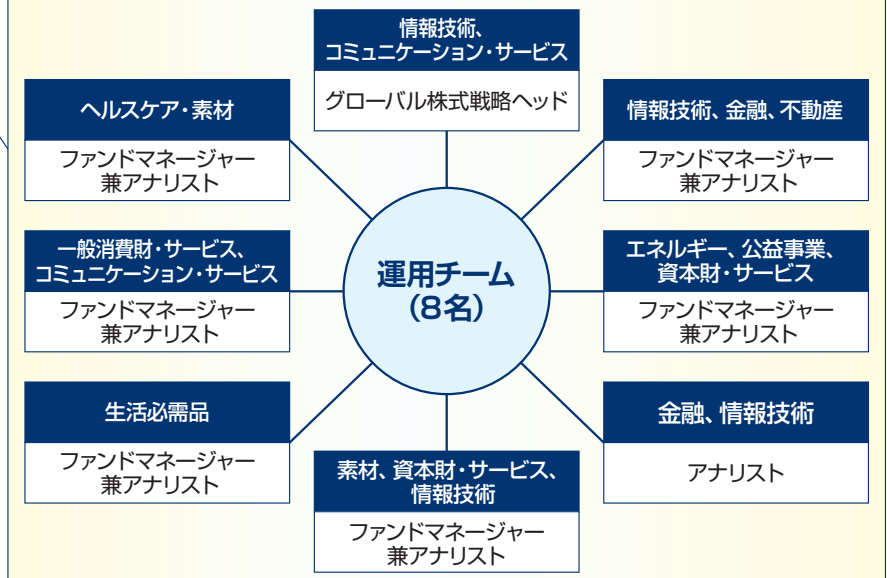 情報技術、
コミュニケーション・サービス
グローバル株式戦略ヘッド
ヘルスケア・素材
ファンドマネージャー
兼アナリスト
情報技術、金融、不動産
ファンドマネージャー
兼アナリスト
一般消費財・サービス、
コミュニケーション・サービス
ファンドマネージャー
兼アナリスト
運用チーム
(8名)
エネルギー、公益事業、
資本財・サービス
ファンドマネージャー
兼アナリスト
生活必需品
ファンドマネージャー
兼アナリスト
素材、資本財・サービス、
情報技術
ファンドマネージャー
兼アナリスト
金融、情報技術
アナリスト